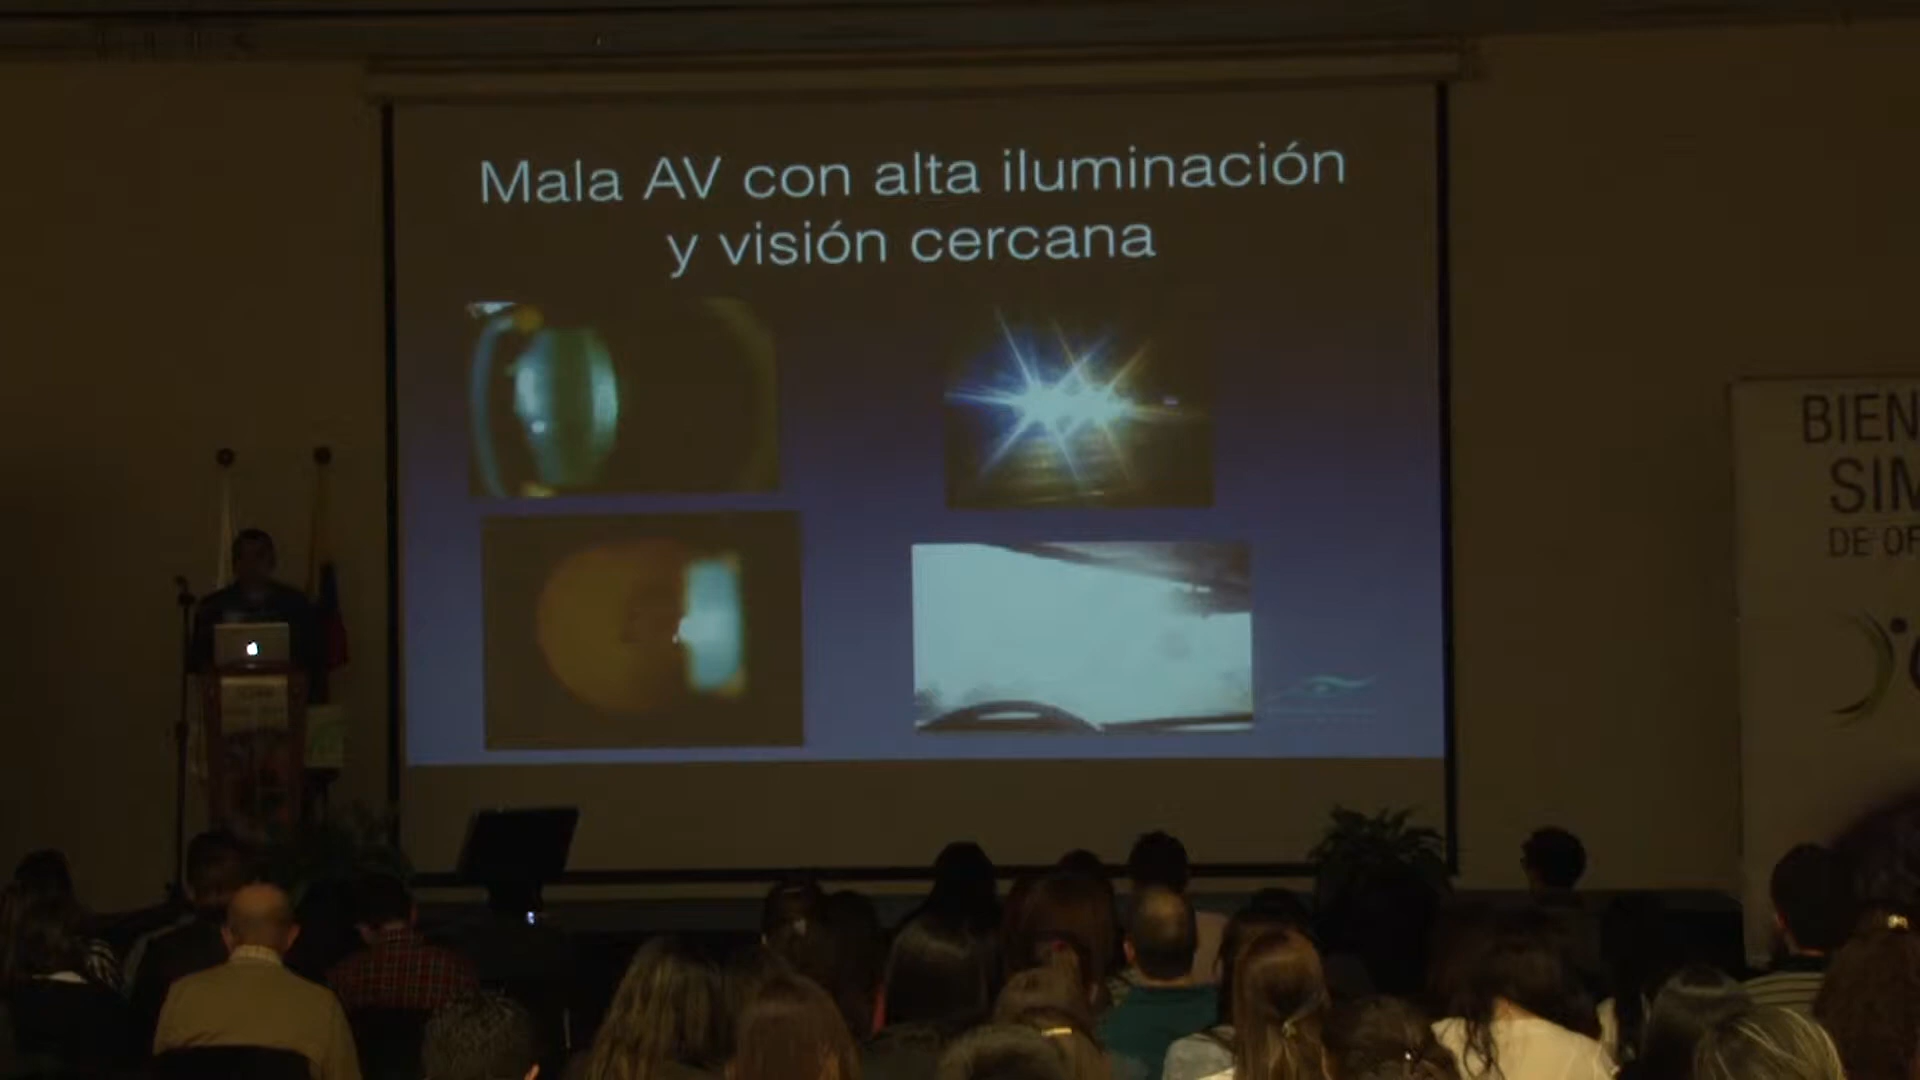 Mala AV con alta iluminación
y visión cercana
BIEN
SIM
DE OF